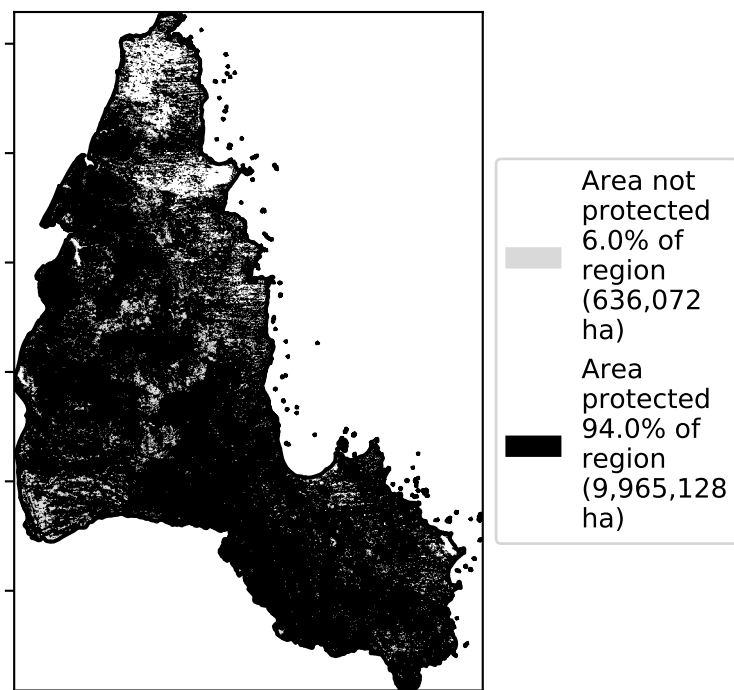 Area not
protected
6.0% of
region
(636,072
ha)
Area
protected
94.0% of
region
(9,965,128
ha)